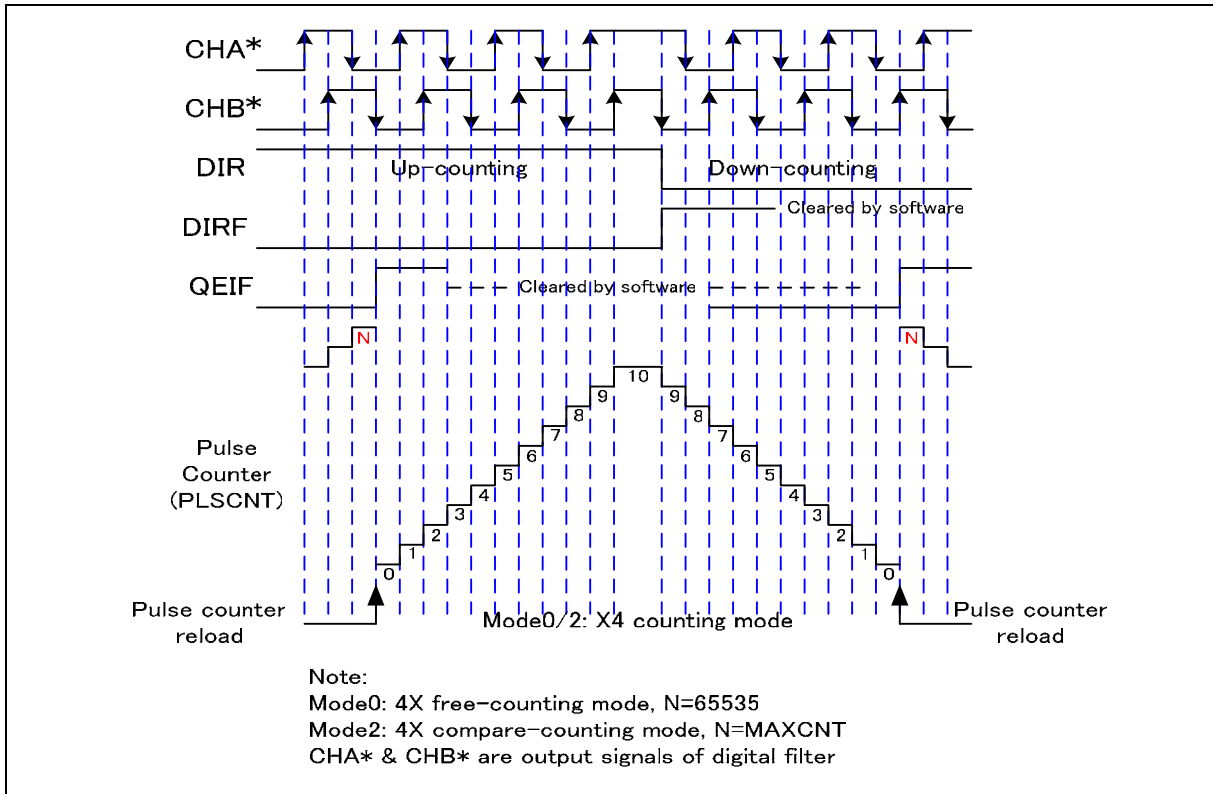 CHA*
CHB*
DIR
Up-counting
Down-counting
DIRF
Cleared by software
QEIF
Cleared by software
N
N
10
9
9
8
8
7
7
6
6
5
5
4
4
3
3
2
2
1
1
0
0
Pulse
Counter
(PLSCNT)
Pulse counter
reload
Mode0/2: X4 counting mode
Pulse counter
reload
Note:
Mode0: 4X free-counting mode, N=65535
Mode2: 4X compare-counting mode, N=MAXCNT
CHA* & CHB* are output signals of digital filter